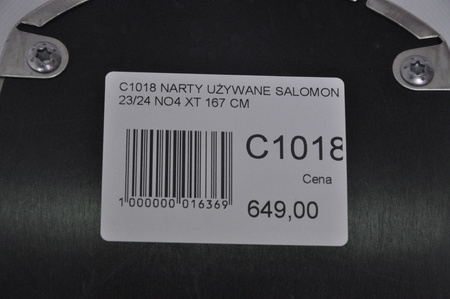 C1018 NARTY UŻYWANE SALOMON
23/24 NO4 XT 167 CM
C1018
Cena
1 000000 016369
649,00